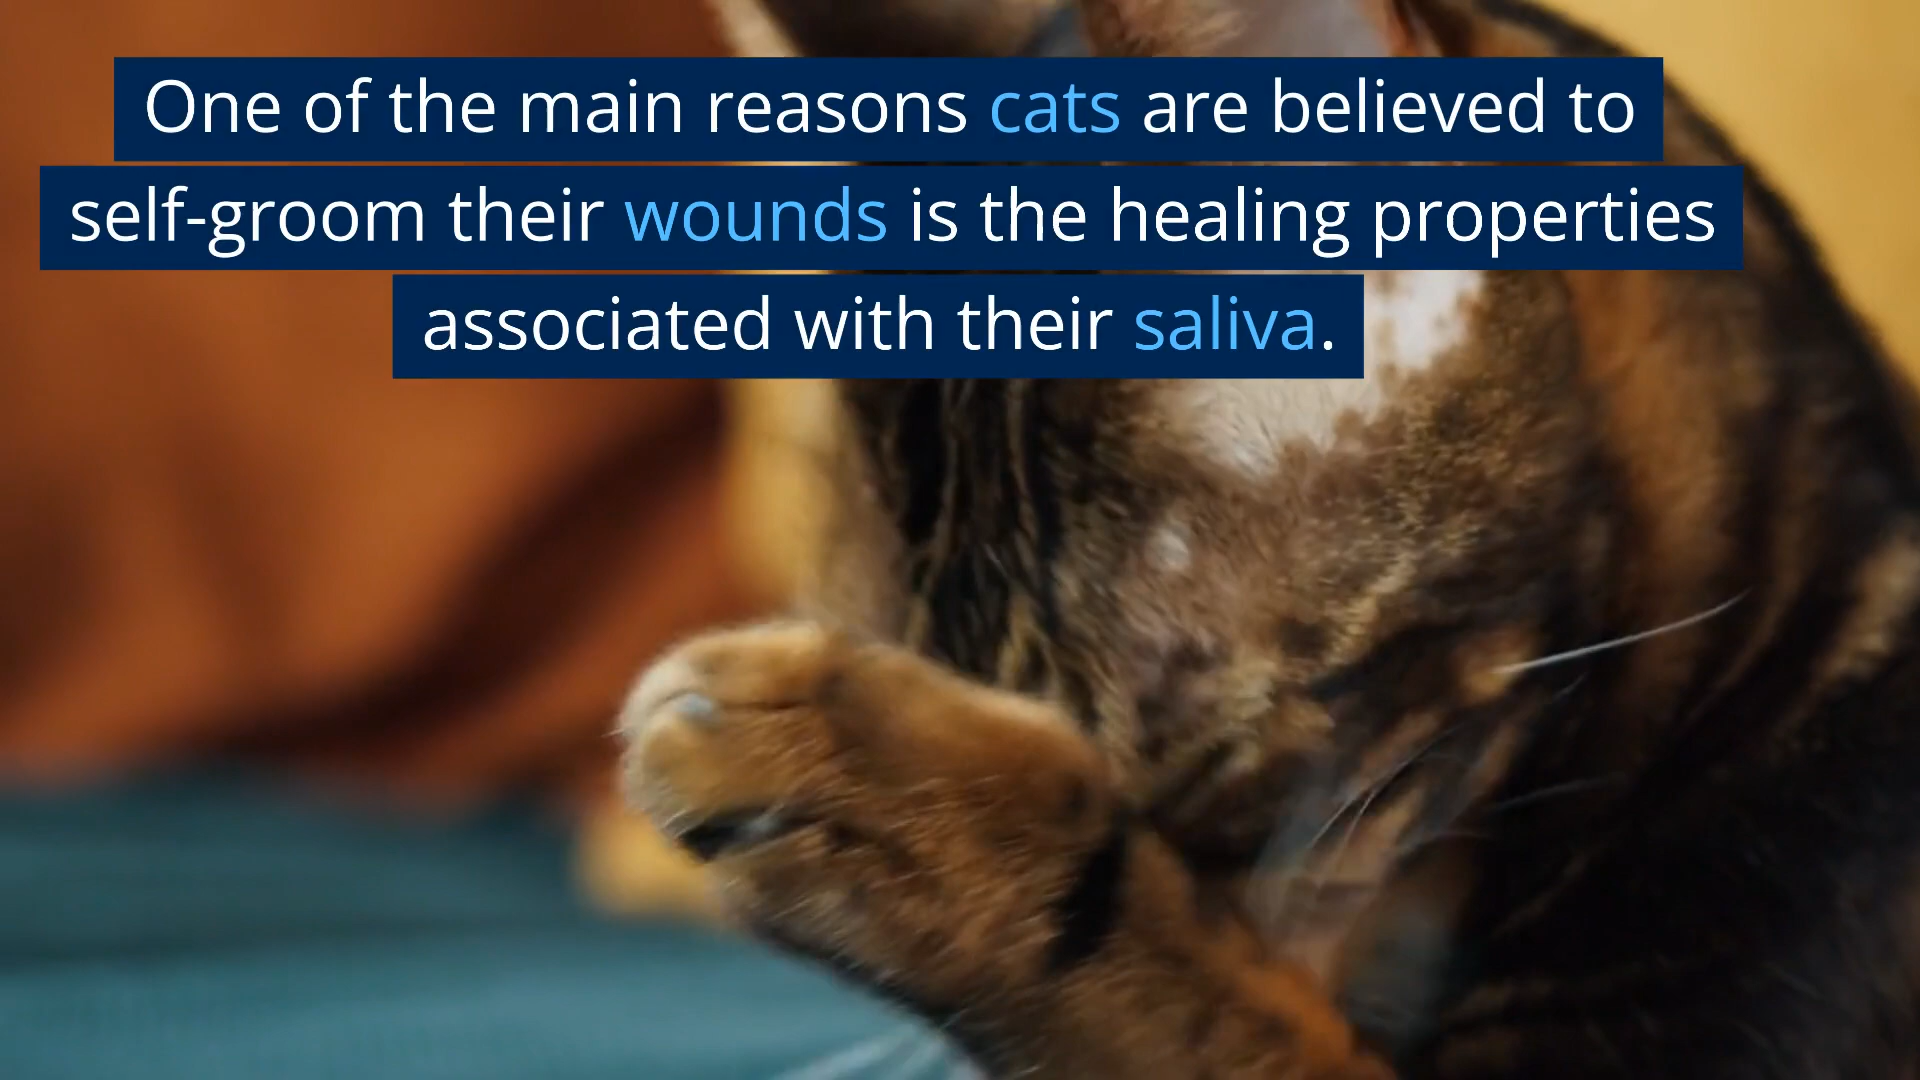 One of the main reasons cats are believed to
self-groom their wounds is the healing properties
associated with their saliva.